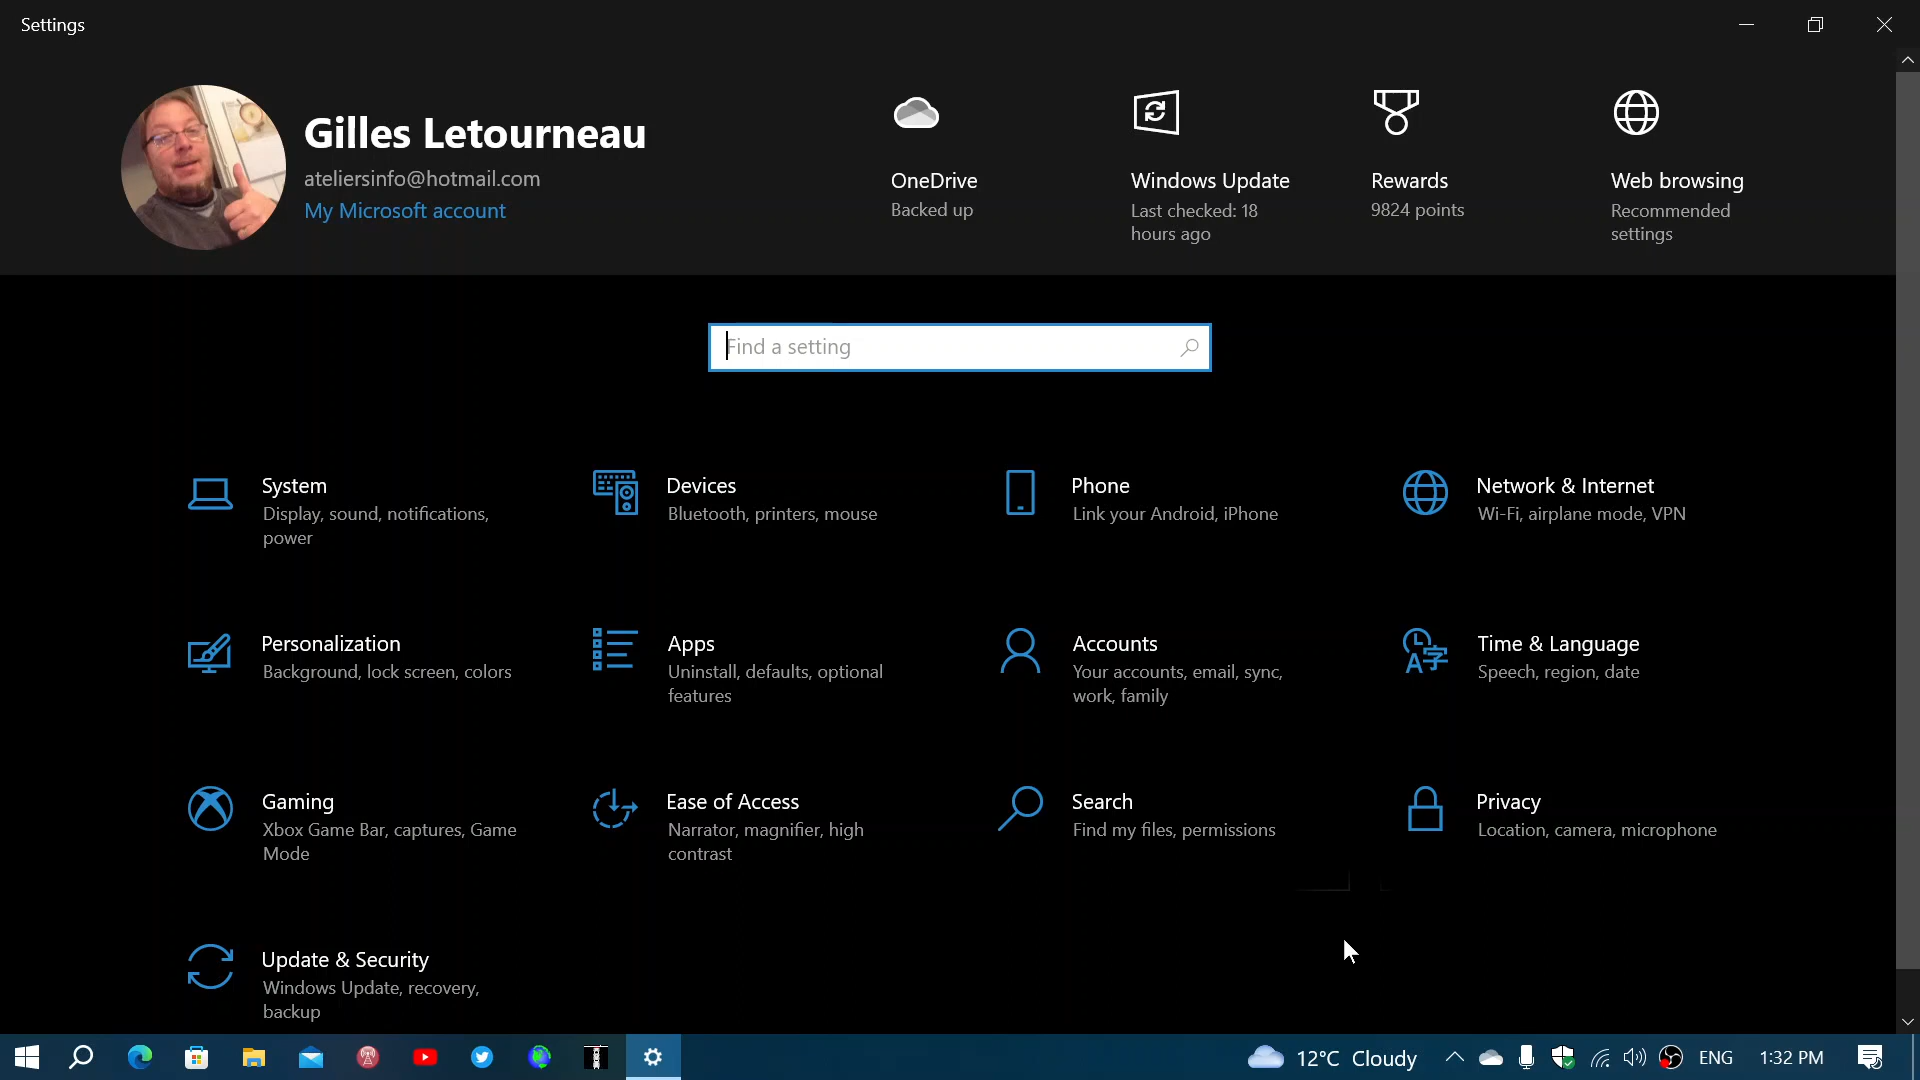 Settings
Gilles Letourneau
ateliersinfo@hotmail.com
My Microsoft account
OneDrive
Backed up
Windows Update
Last checked: 18
hours ago
Rewards
9824 points
Web browsing
Recommended
settings
Find a setting
System
Display, sound, notifications,
power
Devices
Bluetooth, printers, mouse
Phone
Link your Android, iPhone
Network & Internet
Wi-Fi, airplane mode, VPN
Personalization
Background, lock screen, colors
Apps
Uninstall, defaults, optional
features
Accounts
Your accounts, email, sync,
work, family
Time & Language
Speech, region, date
Gaming
Xbox Game Bar, captures, Game
Mode
Ease of Access
Narrator, magnifier, high
contrast
Search
Find my files, permissions
Privacy
Location, camera, microphone
Update & Security
Windows Update, recovery,
backup
12°C Cloudy
ENG
1:32 PM